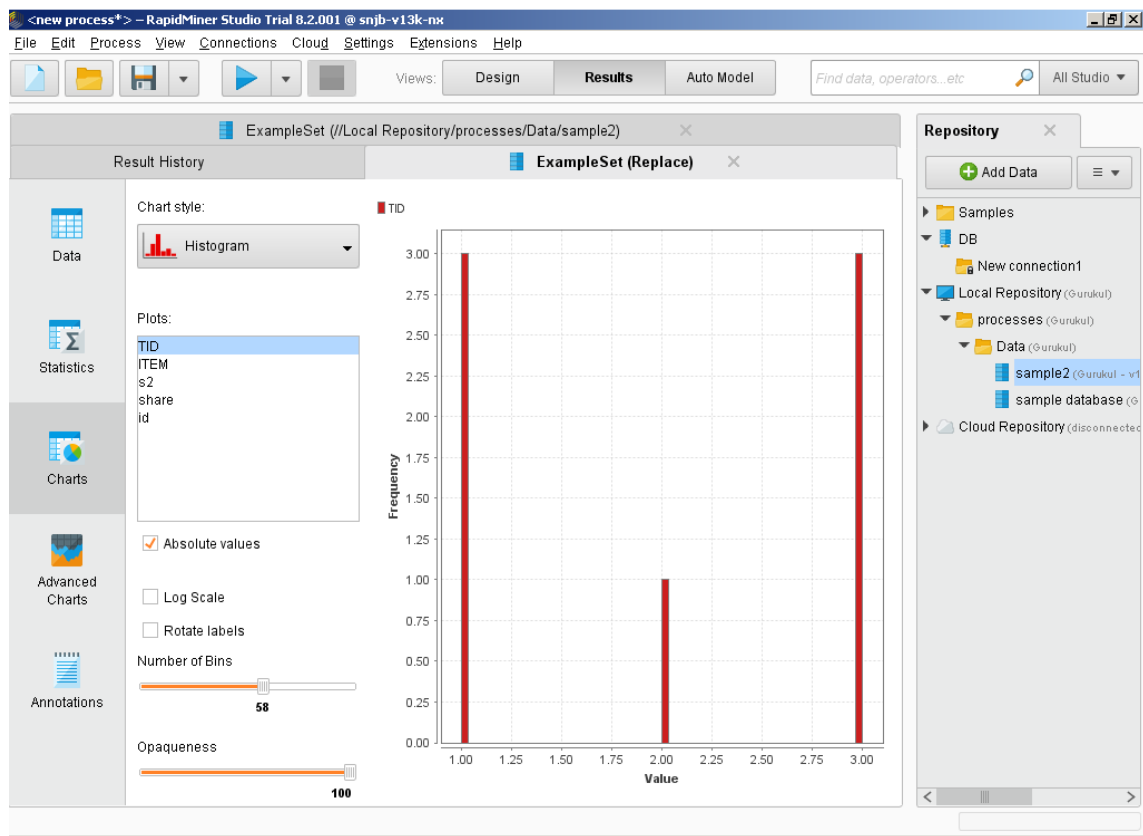 <new process*> – RapidMiner Studio Trial 8.2.001 @ snjb-v13k-nx
File Edit Process View Connections Cloud Settings Extensions Help
Views: Design Results Auto Model Find data, operators...etc All Studio
ExampleSet (//Local Repository/processes/Data/sample2)
Result History ExampleSet (Replace)
Data
Statistics
Charts
Advanced
Charts
Annotations
Chart style:
Histogram
Plots:
TID
ITEM
s2
share
id
Absolute values
Log Scale
Rotate labels
Number of Bins
58
Opaqueness
100
TID
Frequency
3.00
2.75
2.50
2.25
2.00
1.75
1.50
1.25
1.00
0.75
0.50
0.25
0.00
1.00 1.25 1.50 1.75 2.00 2.25 2.50 2.75 3.00
Value
Repository
Add Data
Samples
DB
New connection1
Local Repository (Gurukul)
processes (Gurukul)
Data (Gurukul)
sample2 (Gurukul - v1
sample database (G
Cloud Repository (disconnected